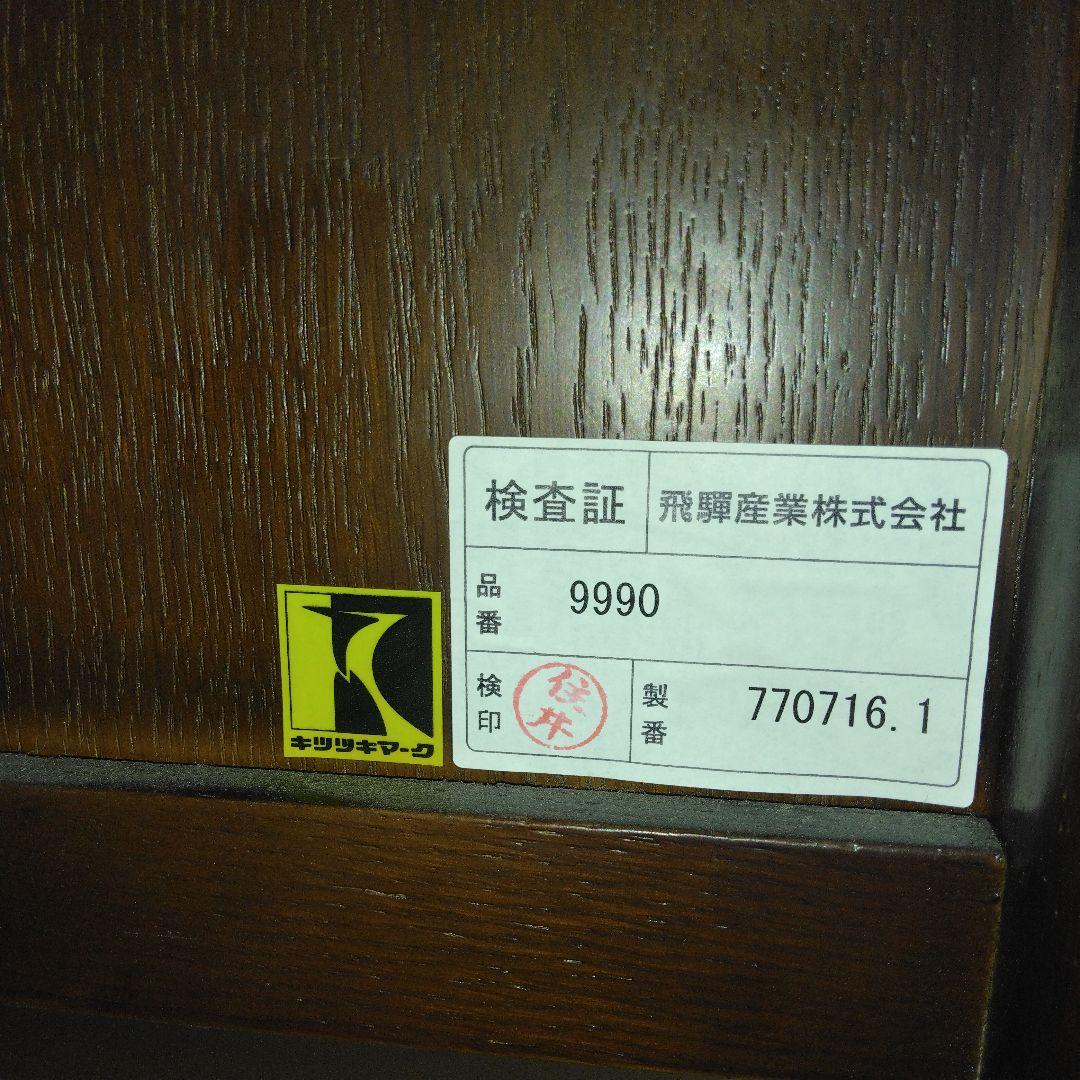 検査証
飛驒産業株式会社
品番
9990
検印
製番
770716.1
キツツキマーク